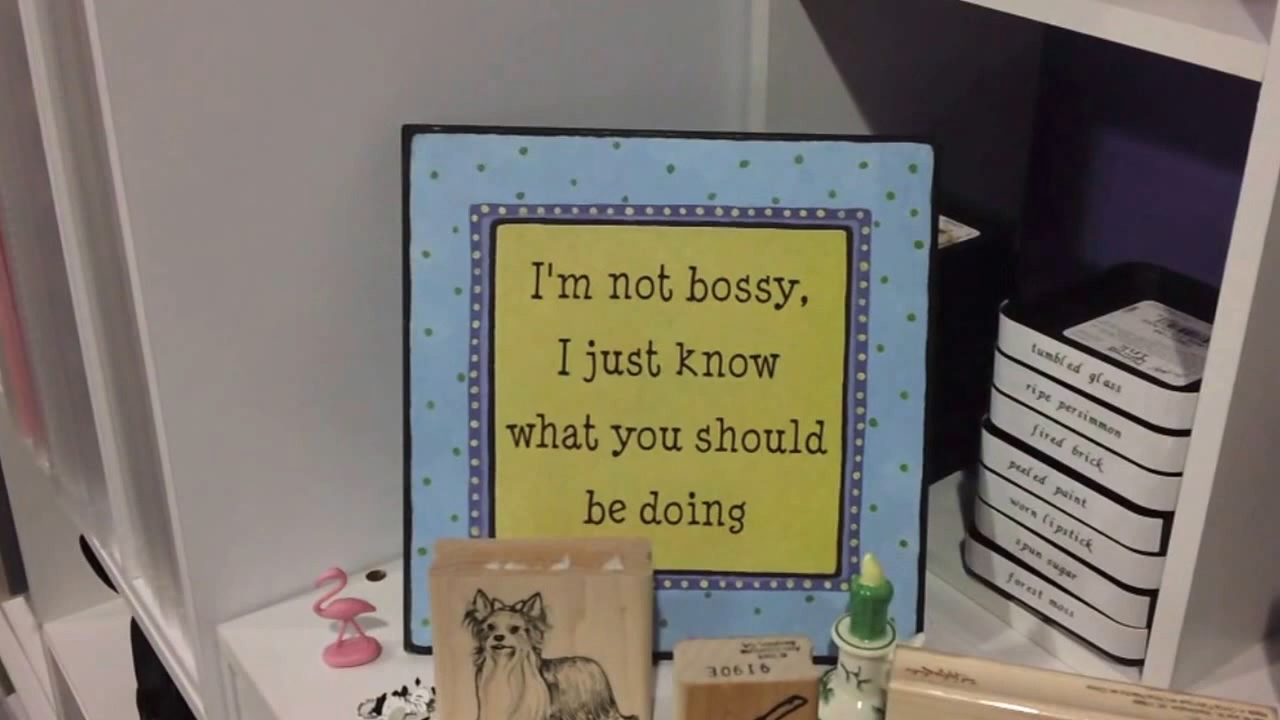 I'm not bossy,
I just know
what you should
be doing
tumbled glass
ripe persimmon
fired brick
peeled paint
worn lipstick
spun sugar
forest moss
9190E